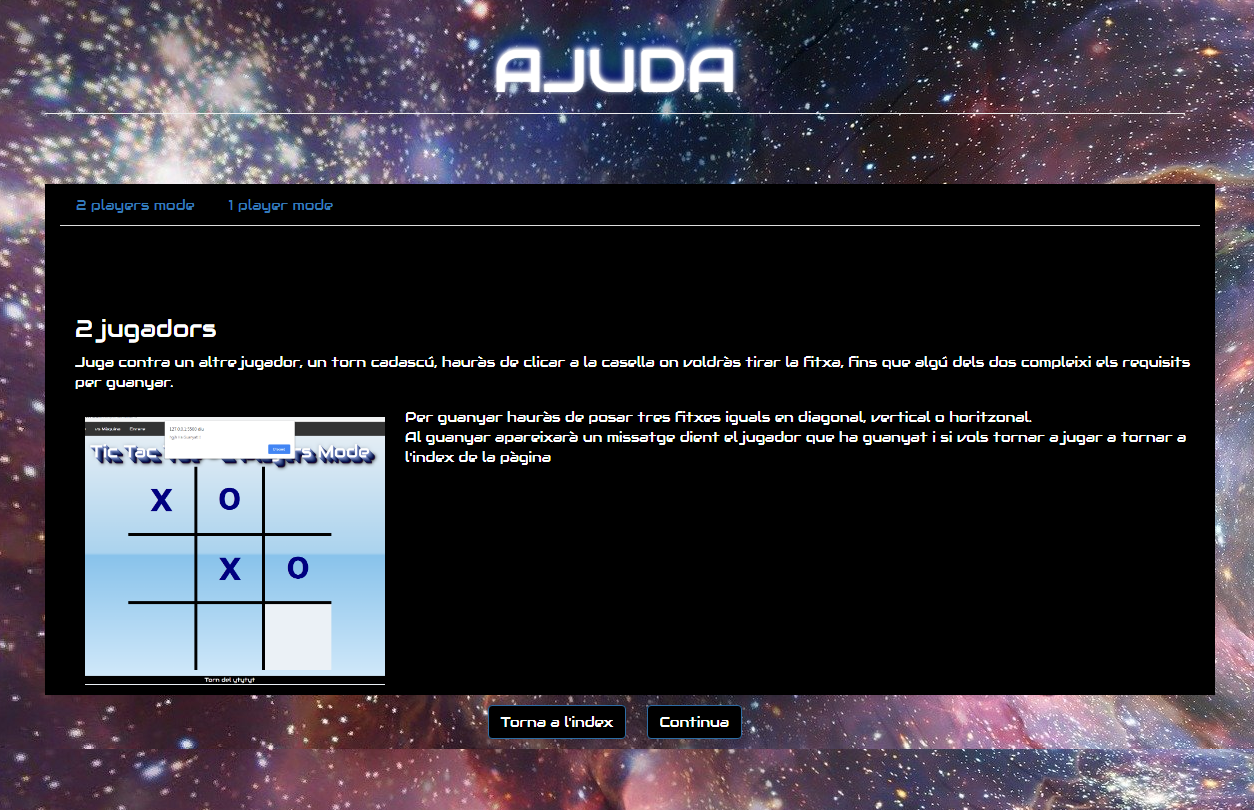 AJUDA
2 players mode 1 player mode
2 jugadors
Juga contra un altre jugador, un torn cadascú, hauràs de clicar a la casella on voldràs tirar la fitxa, fins que algú dels dos compleixi els requisits
per guanyar.
Per guanyar hauràs de posar tres fitxes iguals en diagonal, vertical o horitzonal.
Al guanyar apareixarà un missatge dient el jugador que ha guanyat i si vols tornar a jugar a tornar a
l'index de la pàgina
vs Màquina Enrere
Tic Tac Players Mode
X O
X O
Torn del ytytyt
Torna a l'index Continua